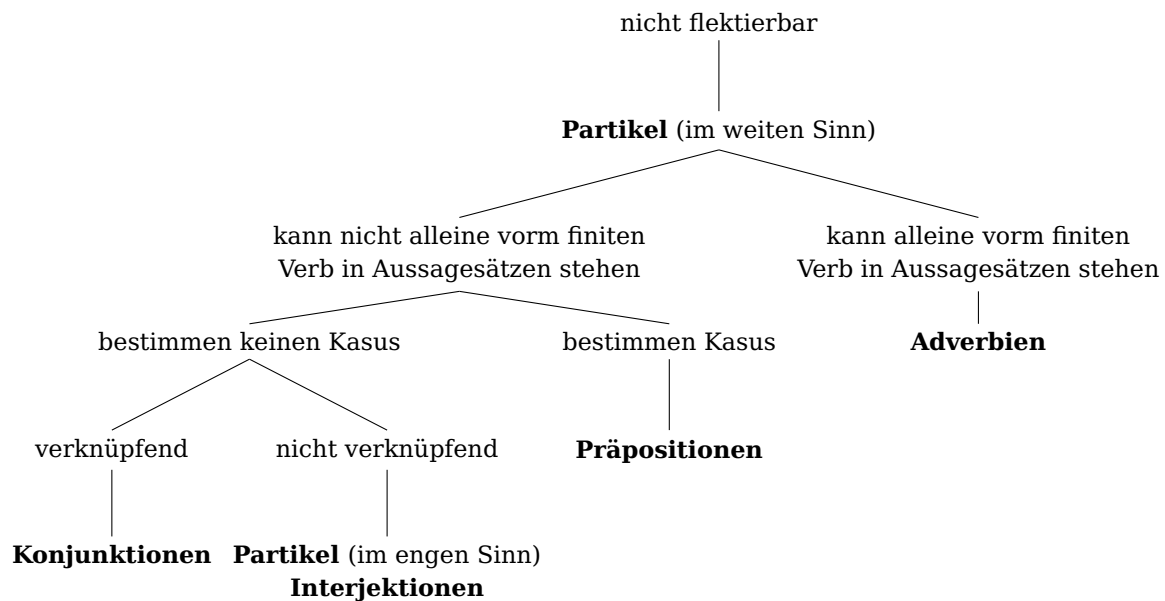 nicht flektierbar
Partikel (im weiten Sinn)
kann nicht alleine vorm finiten
Verb in Aussagesätzen stehen
kann alleine vorm finiten
Verb in Aussagesätzen stehen
bestimmen keinen Kasus
bestimmen Kasus
Adverbien
verknüpfend
nicht verknüpfend
Präpositionen
Konjunktionen
Partikel (im engen Sinn)
Interjektionen